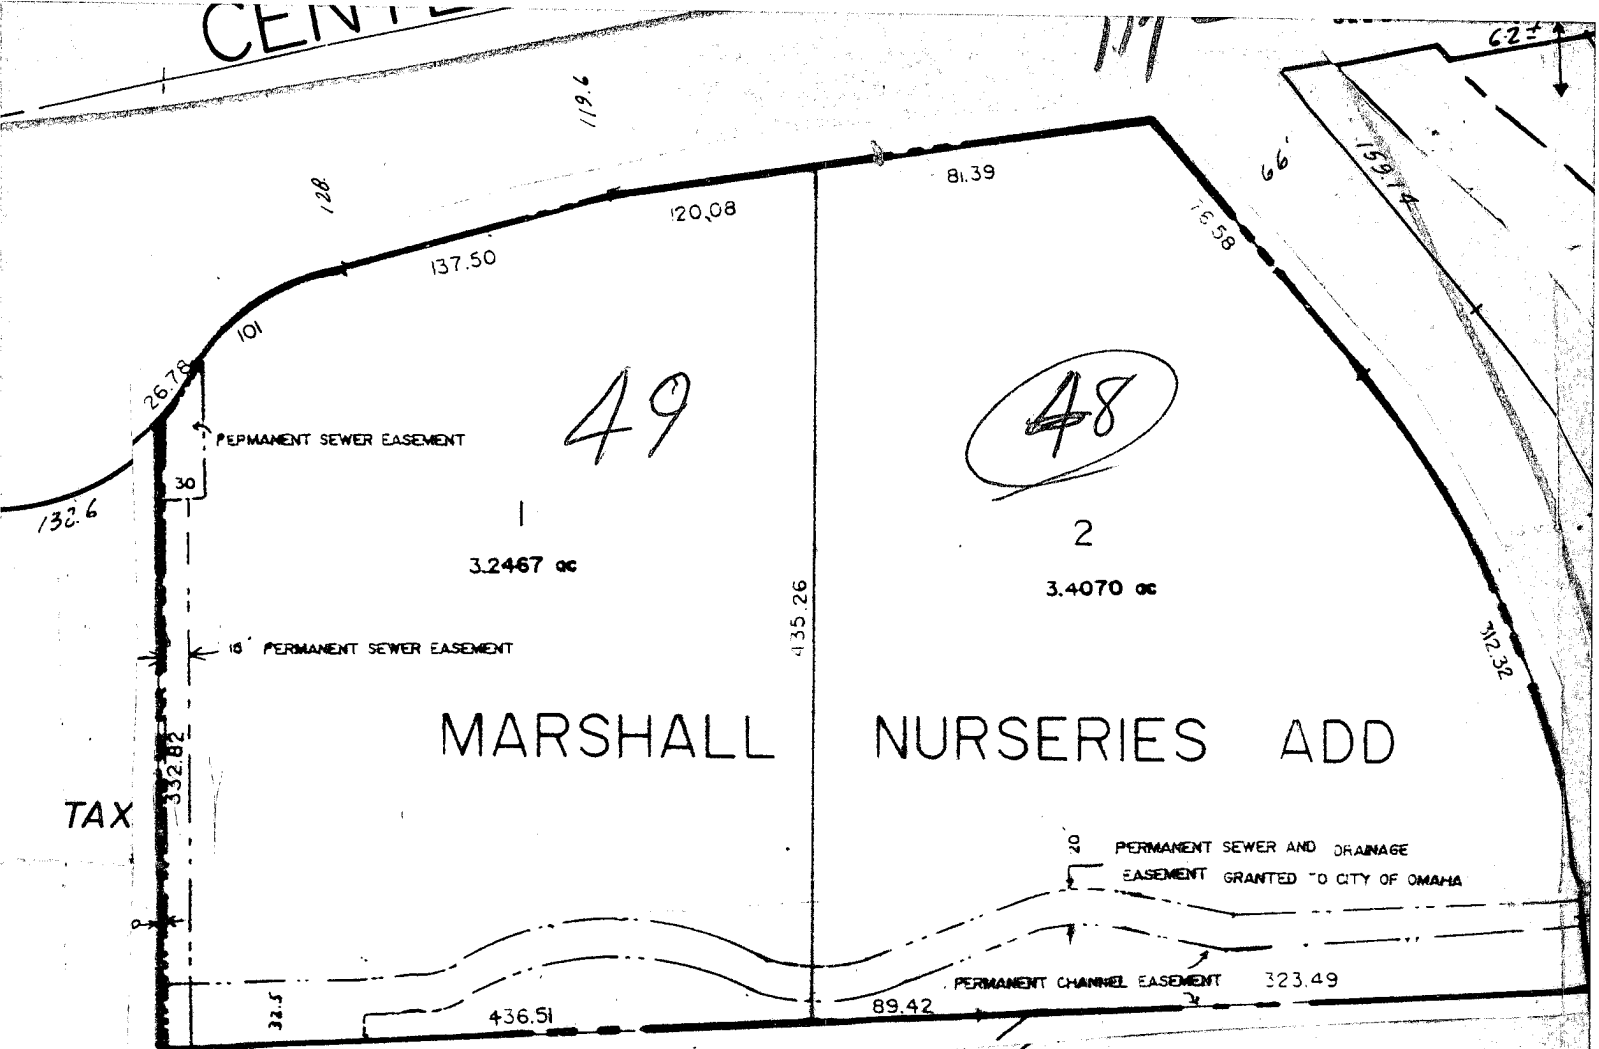 62±
119.6
128.
66'
159.74
81.39
120.08
76.58
137.50
101
26.78
49
48
PERMANENT SEWER EASEMENT
30
132.6
1
2
3.2467 ac
3.4070 ac
435.26
312.32
15' PERMANENT SEWER EASEMENT
MARSHALL NURSERIES ADD
332.82
TAX
20
PERMANENT SEWER AND DRAINAGE
EASEMENT GRANTED TO CITY OF OMAHA
PERMANENT CHANNEL EASEMENT
323.49
32.5
436.51
89.42